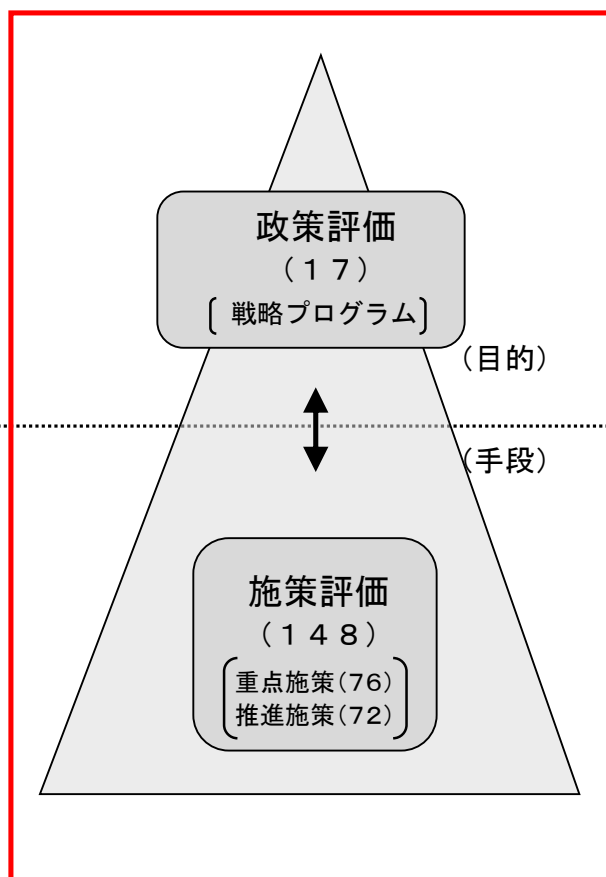 政策評価
（１７）
〔 戦略プログラム〕
（目的）
（手段）
施策評価
（１４８）
重点施策（76）
推進施策（72）